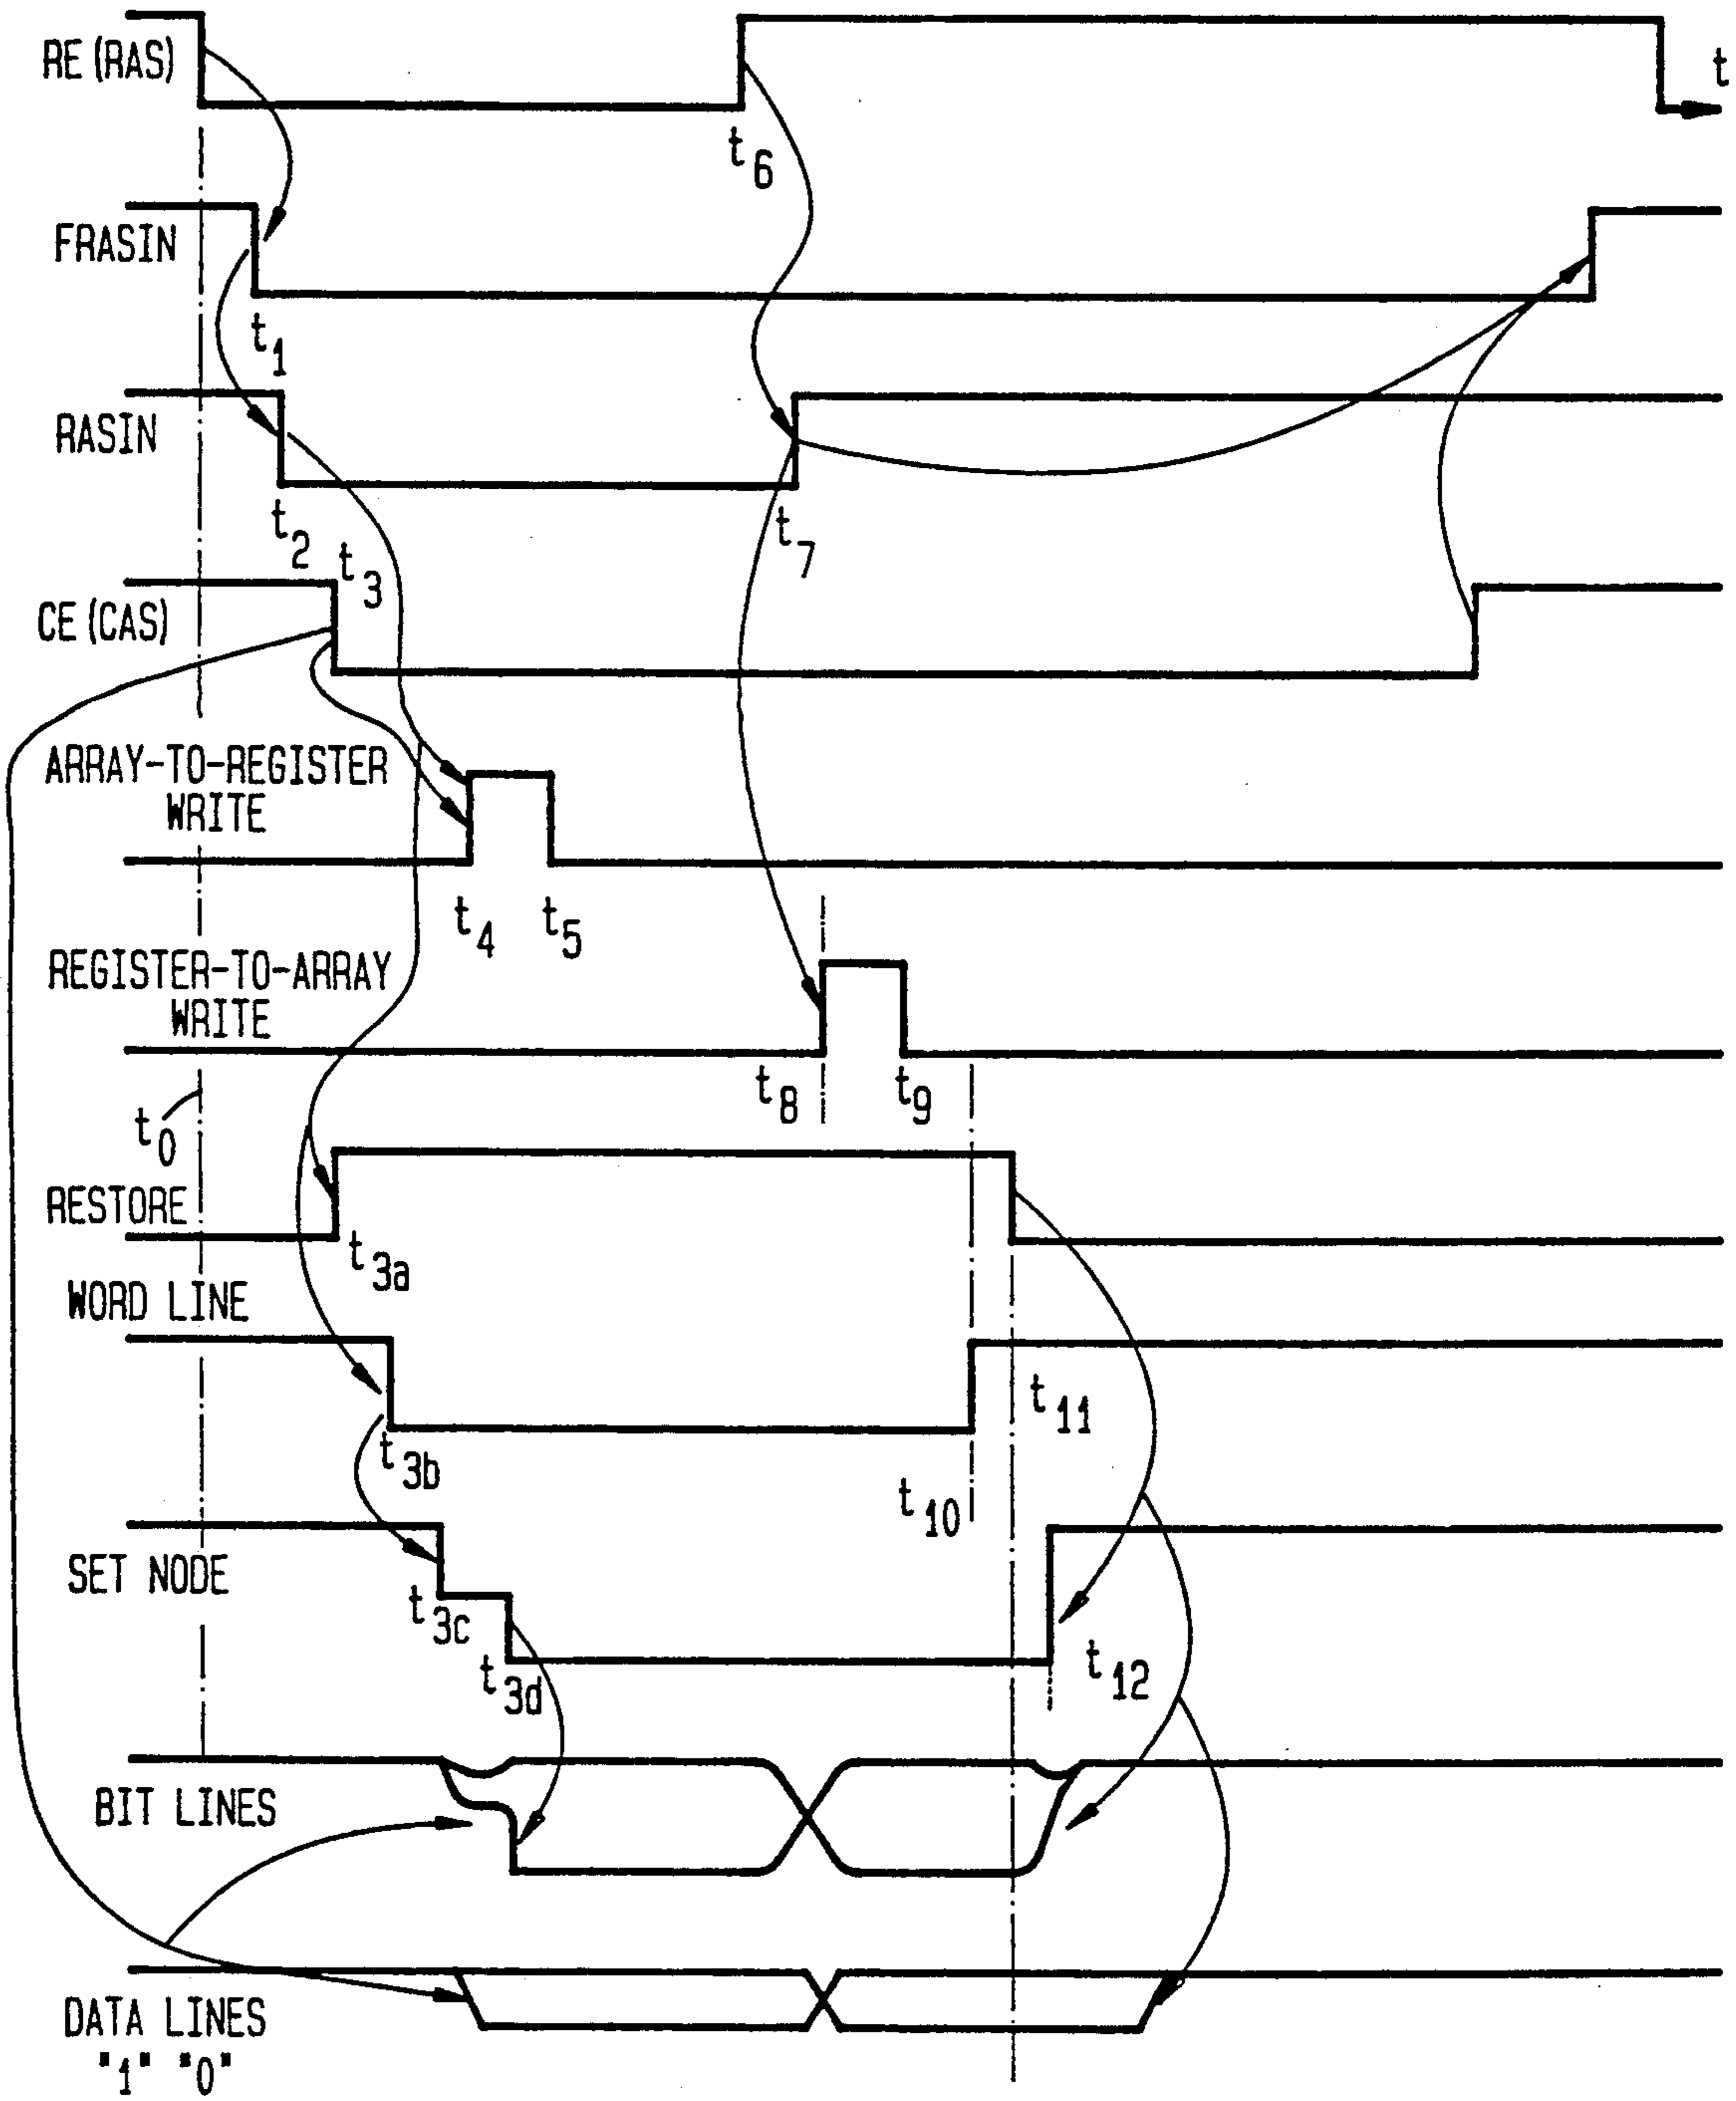 RE (RAS)
t
t6
FRASIN
t1
RASIN
t2
t3
t7
CE (CAS)
ARRAY-TO-REGISTER
WRITE
t4
t5
REGISTER-TO-ARRAY
WRITE
t8
t9
t0
RESTORE
t3a
WORD LINE
t11
t3b
t10
SET NODE
t3c
t3d
t12
BIT LINES
DATA LINES
"1" "0"